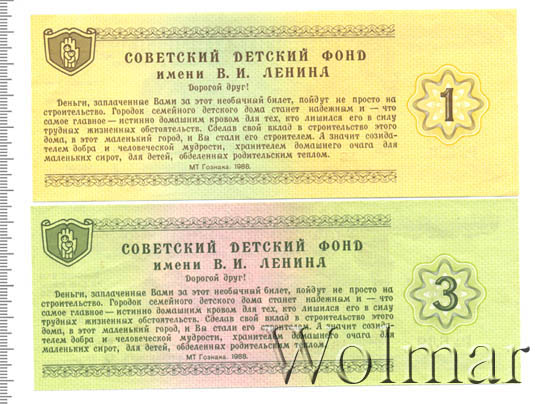 СОВЕТСКИЙ ДЕТСКИЙ ФОНД
ИМЕНИ В. И. ЛЕНИНА
Дорогой друг!
Деньги, заплаченные Вами за этот необычный билет, пойдут не просто на
строительство. Городок семейного детского дома станет надежным и — что
самое главное — истинно домашним кровом для тех, кто лишился его в силу
трудных жизненных обстоятельств. Сделав свой вклад в строительство этого
дома, в этот маленький город, и Вы стали его строителем. А значит созида-
телем добра и человеческой мудрости, хранителем домашнего очага для
маленьких сирот, для детей, обделенных родительским теплом.
МТ Гознака. 1988.
1
СОВЕТСКИЙ ДЕТСКИЙ ФОНД
ИМЕНИ В. И. ЛЕНИНА
Дорогой друг!
Деньги, заплаченные Вами за этот необычный билет, пойдут не просто на
строительство. Городок семейного детского дома станет надежным и — что
самое главное — истинно домашним кровом для тех, кто лишился его в силу
трудных жизненных обстоятельств. Сделав свой вклад в строительство этого
дома, в этот маленький город, и Вы стали его строителем. А значит созида-
телем добра и человеческой мудрости, хранителем домашнего очага для
маленьких сирот, для детей, обделенных родительским теплом.
МТ Гознака. 1988.
3
Wolmar